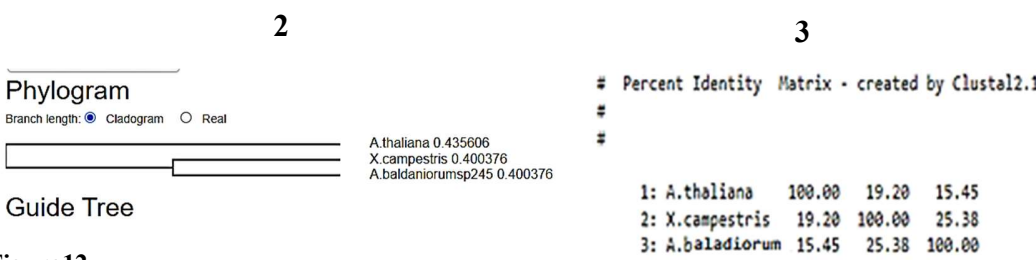 2
Phylogram
Branch length: Cladogram Real
A.thaliana 0.435606
X.campestris 0.400376
A.baldaniorumsp245 0.400376
Guide Tree
3
# Percent Identity Matrix - created by Clustal2.1
#
#
1: A.thaliana 100.00 19.20 15.45
2: X.campestris 19.20 100.00 25.38
3: A.baladiorum 15.45 25.38 100.00